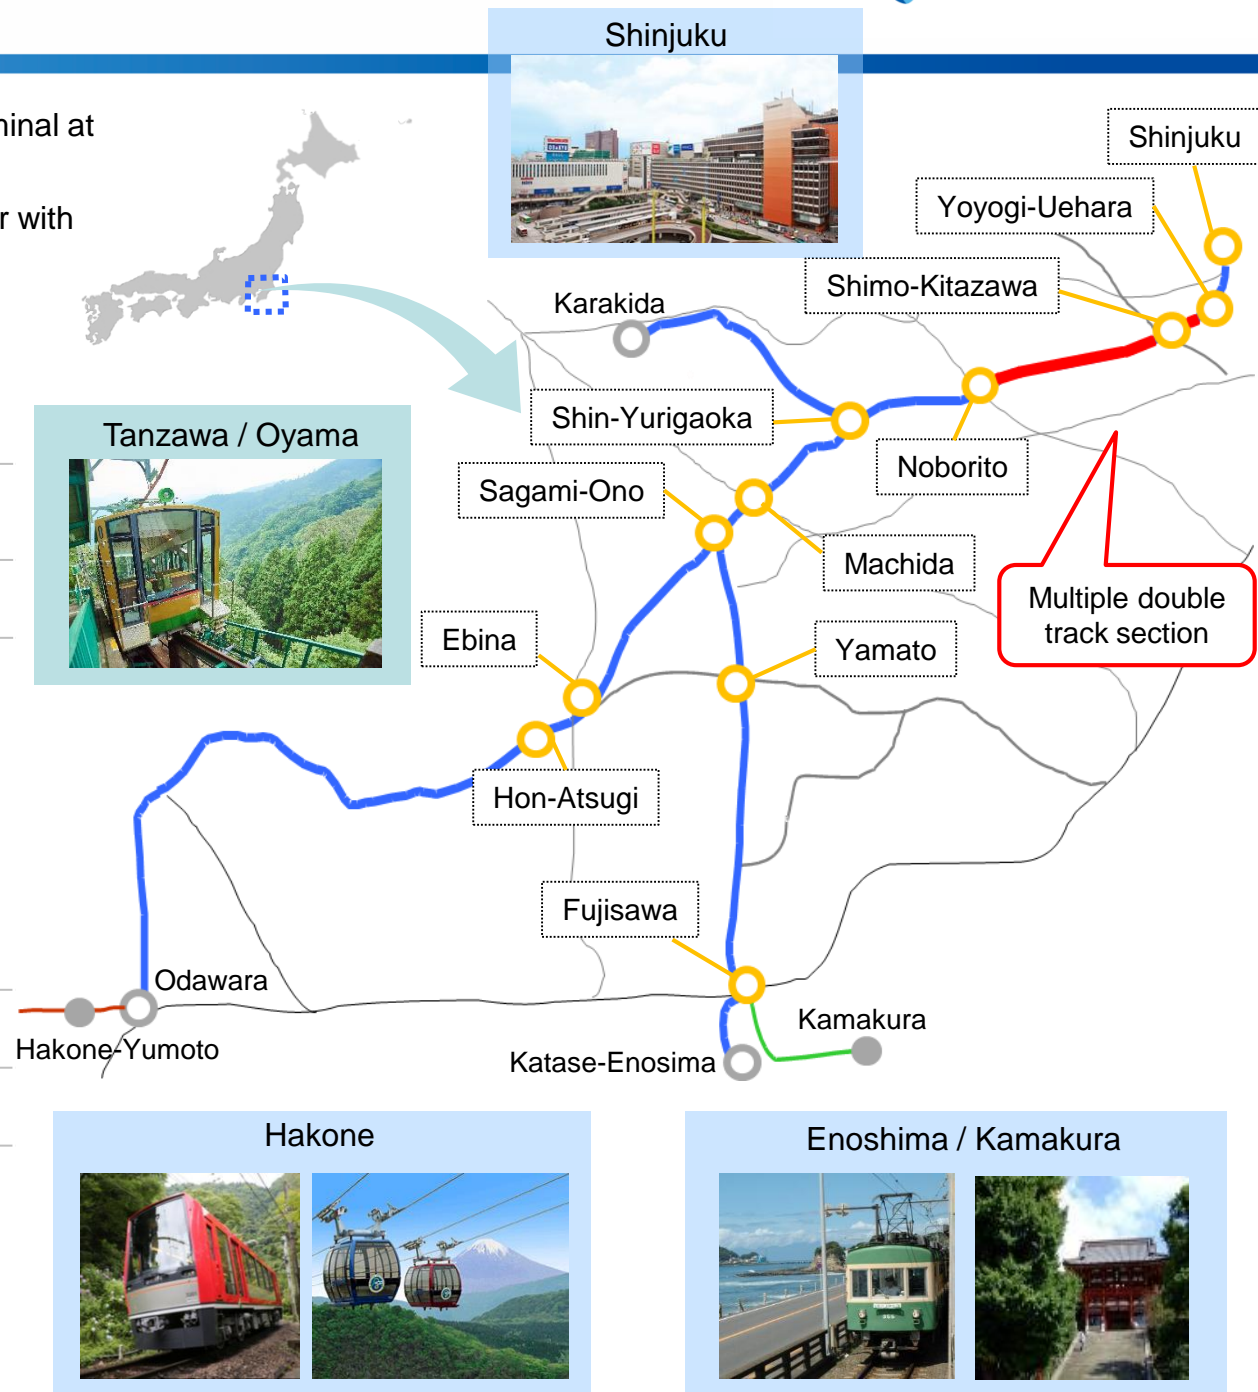 Shinjuku
minal at
r with
Shinjuku
Yoyogi-Uehara
Shimo-Kitazawa
Karakida
Shin-Yurigaoka
Tanzawa / Oyama
Noborito
Sagami-Ono
Machida
Multiple double
track section
Ebina
Yamato
Hon-Atsugi
Fujisawa
Odawara
Hakone-Yumoto
Kamakura
Katase-Enosima
Hakone
Enoshima / Kamakura